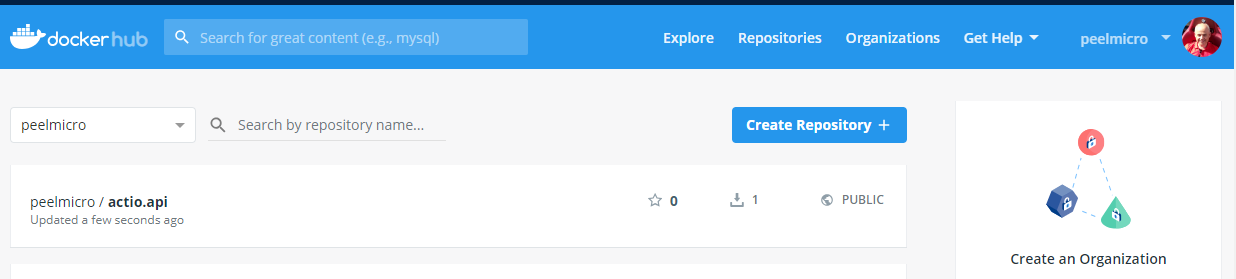 docker hub
Search for great content (e.g., mysql)
Explore
Repositories
Organizations
Get Help
peelmicro
peelmicro
Search by repository name...
Create Repository +
peelmicro / actio.api
Updated a few seconds ago
0
1
PUBLIC
Create an Organization